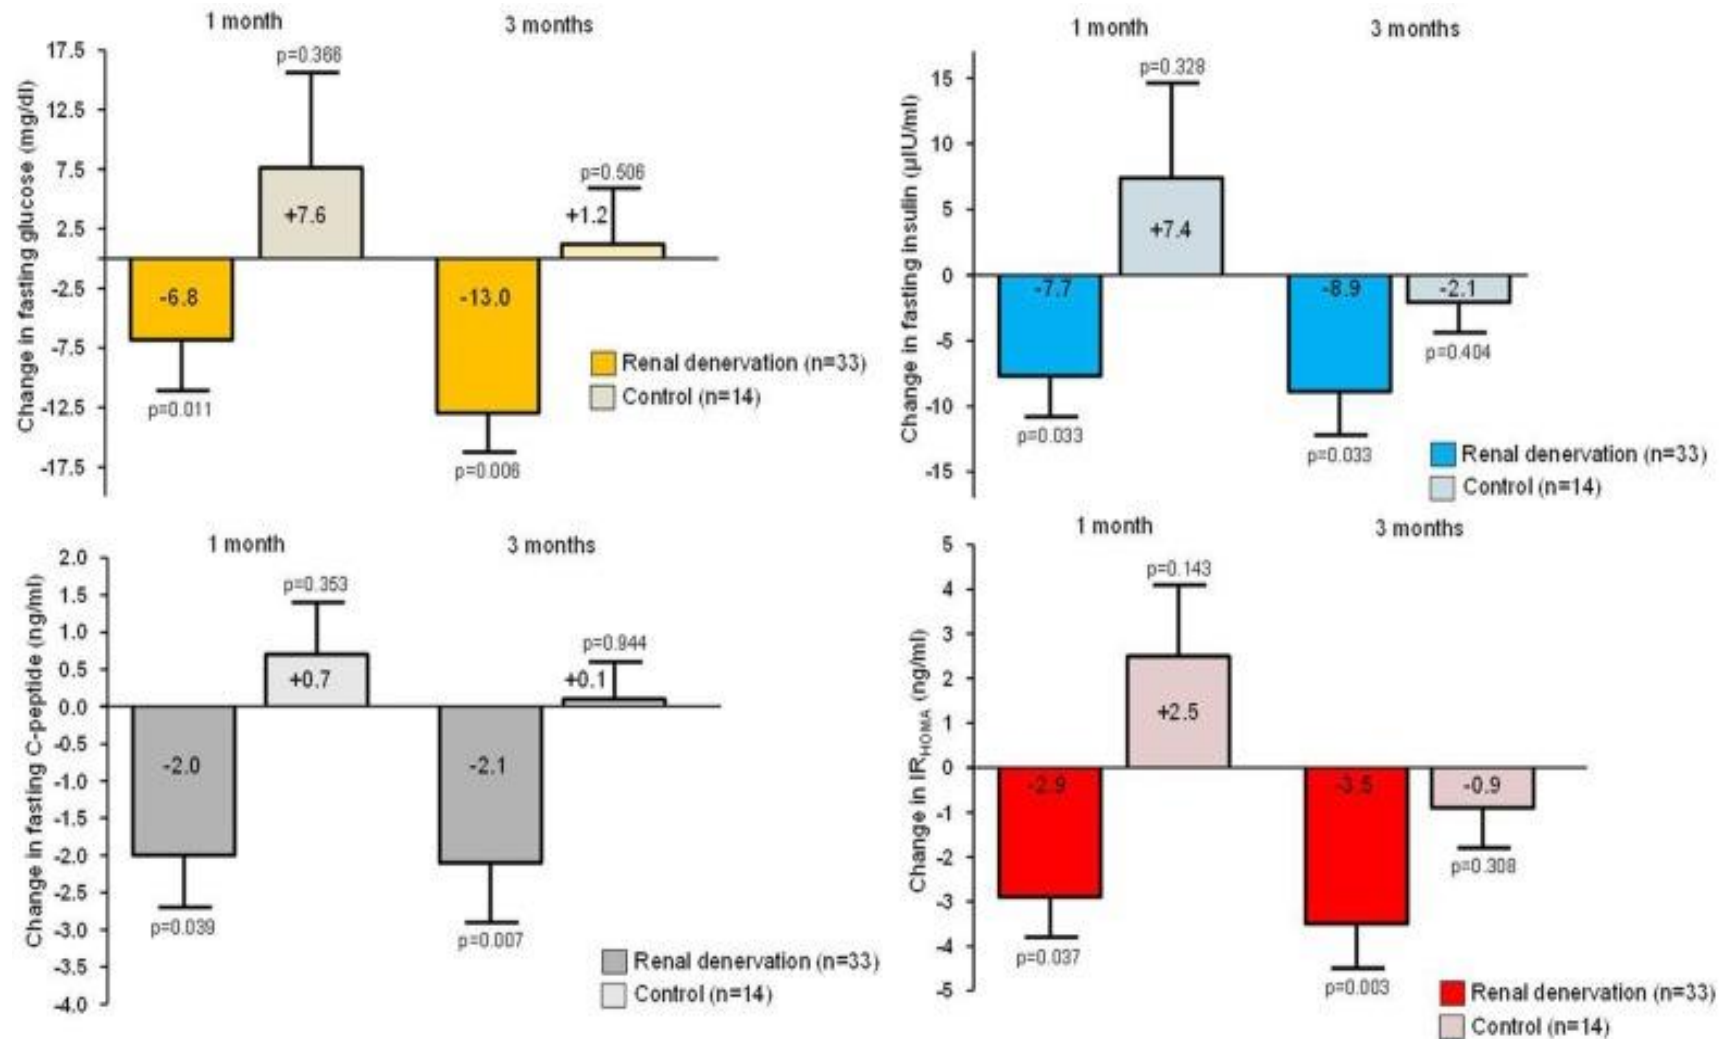 1 month
3 months
Change in fasting glucose (mg/dl)
17.5
12.5
7.5
2.5
-2.5
-7.5
-12.5
-17.5
p=0.366
+7.6
p=0.506
+1.2
-6.8
-13.0
p=0.011
p=0.006
Renal denervation (n=33)
Control (n=14)
1 month
3 months
Change in fasting insulin (µIU/ml)
15
10
5
0
-5
-10
-15
p=0.328
+7.4
-7.7
-8.9
-2.1
p=0.404
p=0.033
p=0.033
Renal denervation (n=33)
Control (n=14)
1 month
3 months
Change in fasting C-peptide (ng/ml)
2.0
1.5
1.0
0.5
0.0
-0.5
-1.0
-1.5
-2.0
-2.5
-3.0
-3.5
-4.0
p=0.353
+0.7
p=0.944
+0.1
-2.0
-2.1
p=0.039
p=0.007
Renal denervation (n=33)
Control (n=14)
1 month
3 months
Change in IR HOMA (ng/ml)
5
4
3
2
1
0
-1
-2
-3
-4
-5
p=0.143
+2.5
-2.9
-3.5
-0.9
p=0.308
p=0.037
p=0.003
Renal denervation (n=33)
Control (n=14)